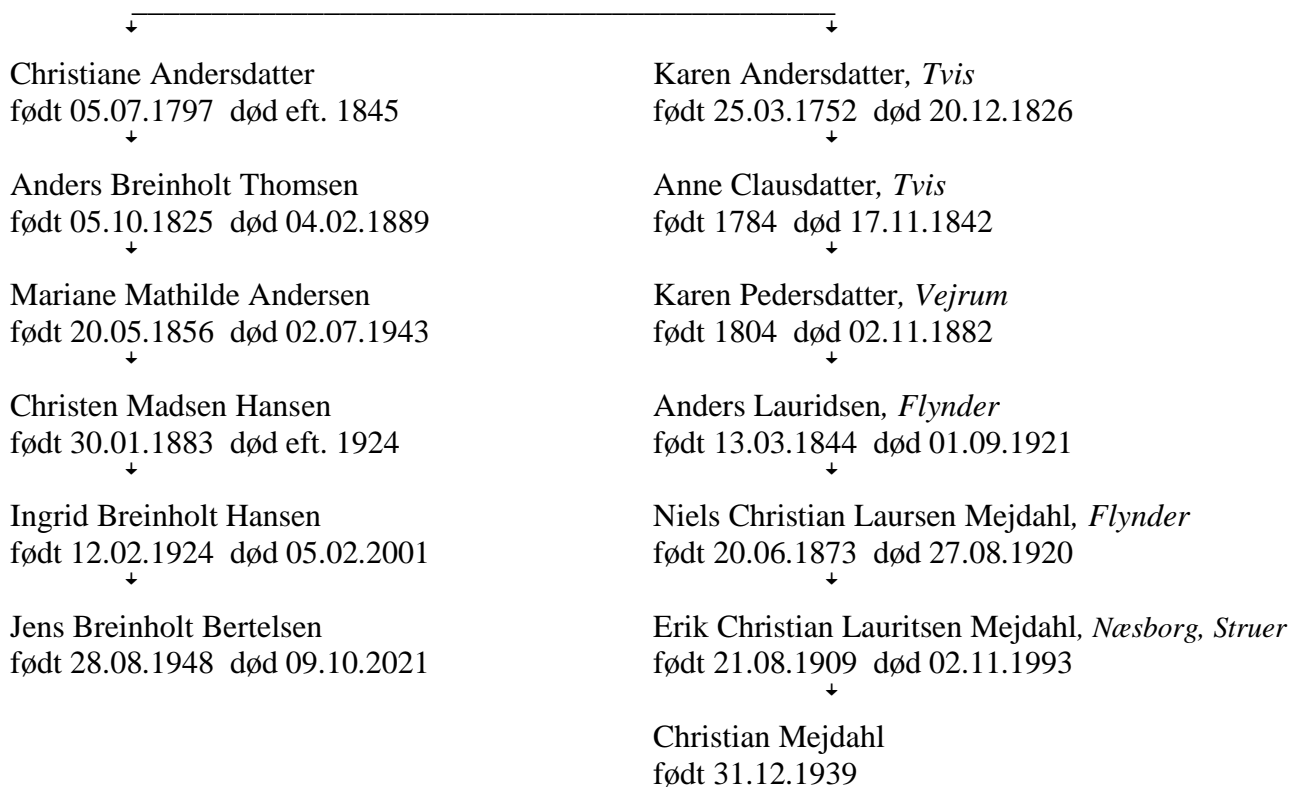 Christiane Andersdatter
født 05.07.1797 død eft. 1845
Anders Breinholt Thomsen
født 05.10.1825 død 04.02.1889
Mariane Mathilde Andersen
født 20.05.1856 død 02.07.1943
Christen Madsen Hansen
født 30.01.1883 død eft. 1924
Ingrid Breinholt Hansen
født 12.02.1924 død 05.02.2001
Jens Breinholt Bertelsen
født 28.08.1948 død 09.10.2021
Karen Andersdatter, Tvis
født 25.03.1752 død 20.12.1826
Anne Clausdatter, Tvis
født 1784 død 17.11.1842
Karen Pedersdatter, Vejrum
født 1804 død 02.11.1882
Anders Lauridsen, Flynder
født 13.03.1844 død 01.09.1921
Niels Christian Laursen Mejdahl, Flynder
født 20.06.1873 død 27.08.1920
Erik Christian Lauritsen Mejdahl, Næsborg, Struer
født 21.08.1909 død 02.11.1993
Christian Mejdahl
født 31.12.1939